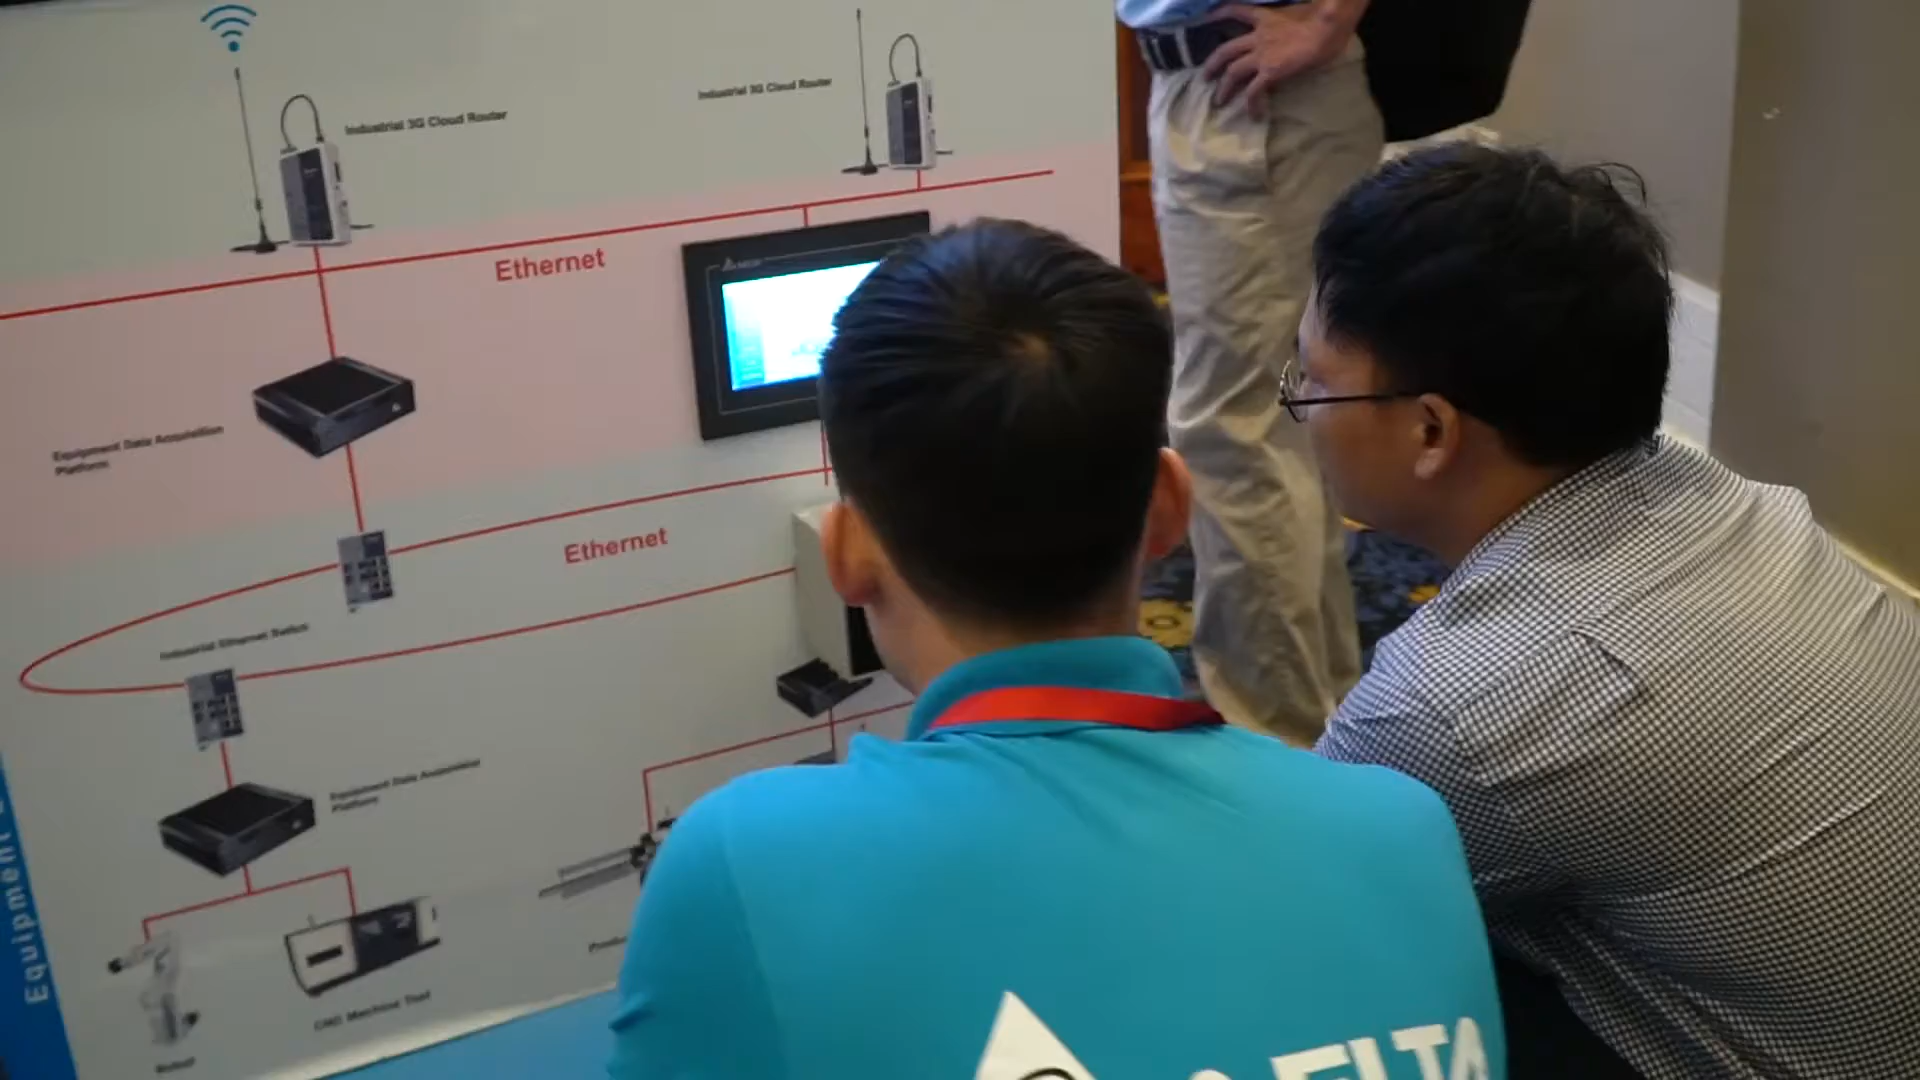 Industrial 3G Cloud Router
Industrial 3G Cloud Router
Ethernet
Equipment Data Acquisition
Platform
Ethernet
Industrial Ethernet Switch
Equipment Data Acquisition
Platform
CNC Machine Tool
Robot
Equipment
DELTA